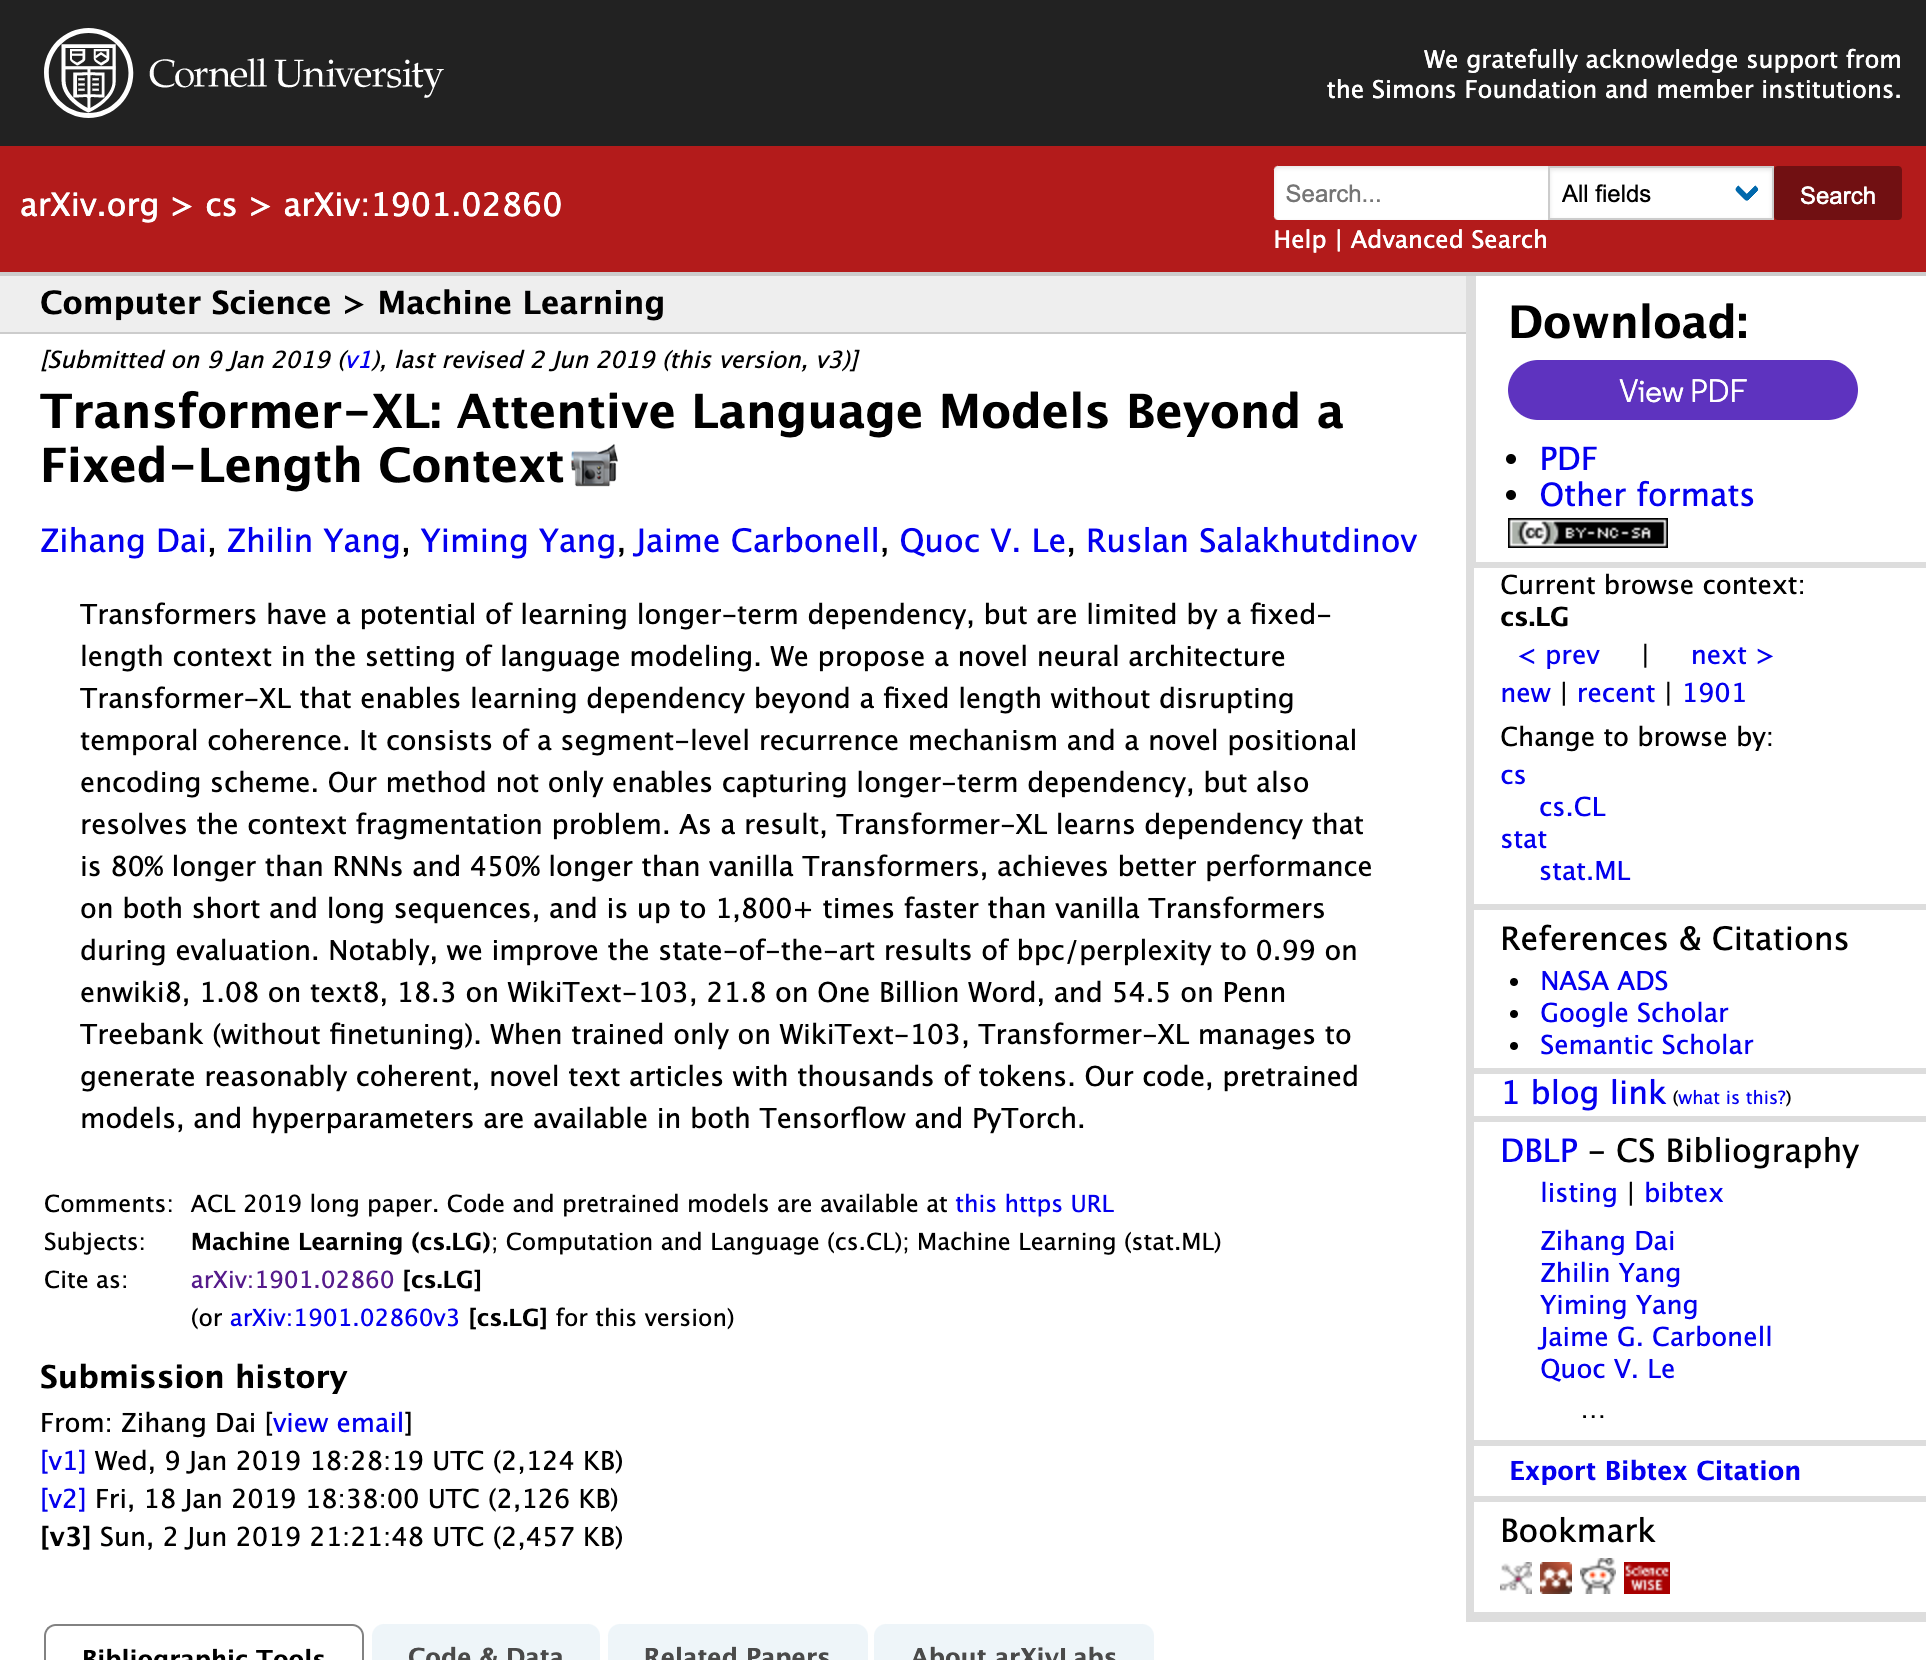 Cornell University
We gratefully acknowledge support from
the Simons Foundation and member institutions.
arXiv.org > cs > arXiv:1901.02860
Search...
All fields
Search
Help | Advanced Search
Computer Science > Machine Learning
[Submitted on 9 Jan 2019 (v1), last revised 2 Jun 2019 (this version, v3)]
Transformer-XL: Attentive Language Models Beyond a
Fixed-Length Context
Zihang Dai, Zhilin Yang, Yiming Yang, Jaime Carbonell, Quoc V. Le, Ruslan Salakhutdinov
Transformers have a potential of learning longer-term dependency, but are limited by a fixed-
length context in the setting of language modeling. We propose a novel neural architecture
Transformer-XL that enables learning dependency beyond a fixed length without disrupting
temporal coherence. It consists of a segment-level recurrence mechanism and a novel positional
encoding scheme. Our method not only enables capturing longer-term dependency, but also
resolves the context fragmentation problem. As a result, Transformer-XL learns dependency that
is 80% longer than RNNs and 450% longer than vanilla Transformers, achieves better performance
on both short and long sequences, and is up to 1,800+ times faster than vanilla Transformers
during evaluation. Notably, we improve the state-of-the-art results of bpc/perplexity to 0.99 on
enwiki8, 1.08 on text8, 18.3 on WikiText-103, 21.8 on One Billion Word, and 54.5 on Penn
Treebank (without finetuning). When trained only on WikiText-103, Transformer-XL manages to
generate reasonably coherent, novel text articles with thousands of tokens. Our code, pretrained
models, and hyperparameters are available in both Tensorflow and PyTorch.
Comments: ACL 2019 long paper. Code and pretrained models are available at this https URL
Subjects: Machine Learning (cs.LG); Computation and Language (cs.CL); Machine Learning (stat.ML)
Cite as: arXiv:1901.02860 [cs.LG]
(or arXiv:1901.02860v3 [cs.LG] for this version)
Submission history
From: Zihang Dai [view email]
[v1] Wed, 9 Jan 2019 18:28:19 UTC (2,124 KB)
[v2] Fri, 18 Jan 2019 18:38:00 UTC (2,126 KB)
[v3] Sun, 2 Jun 2019 21:21:48 UTC (2,457 KB)
Bibliographic Tools
Code & Data
Related Papers
About arXivLabs
Download:
View PDF
• PDF
• Other formats
(cc) BY-NC-SA
Current browse context:
cs.LG
< prev | next >
new | recent | 1901
Change to browse by:
cs
cs.CL
stat
stat.ML
References & Citations
• NASA ADS
• Google Scholar
• Semantic Scholar
1 blog link (what is this?)
DBLP - CS Bibliography
listing | bibtex
Zihang Dai
Zhilin Yang
Yiming Yang
Jaime G. Carbonell
Quoc V. Le
...
Export Bibtex Citation
Bookmark
Science
WISE